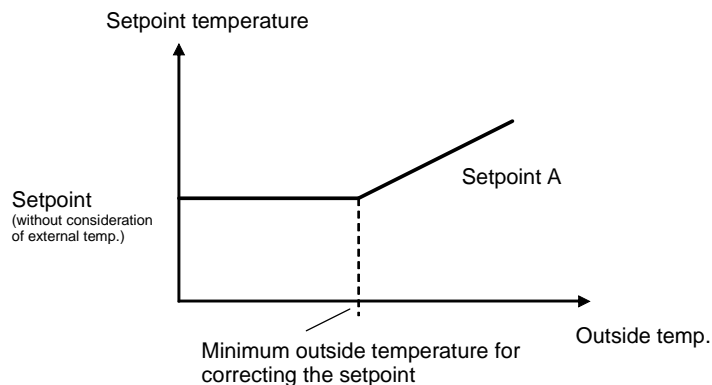 Setpoint temperature
Setpoint A
Setpoint
(without consideration
of external temp.)
Outside temp.
Minimum outside temperature for
correcting the setpoint